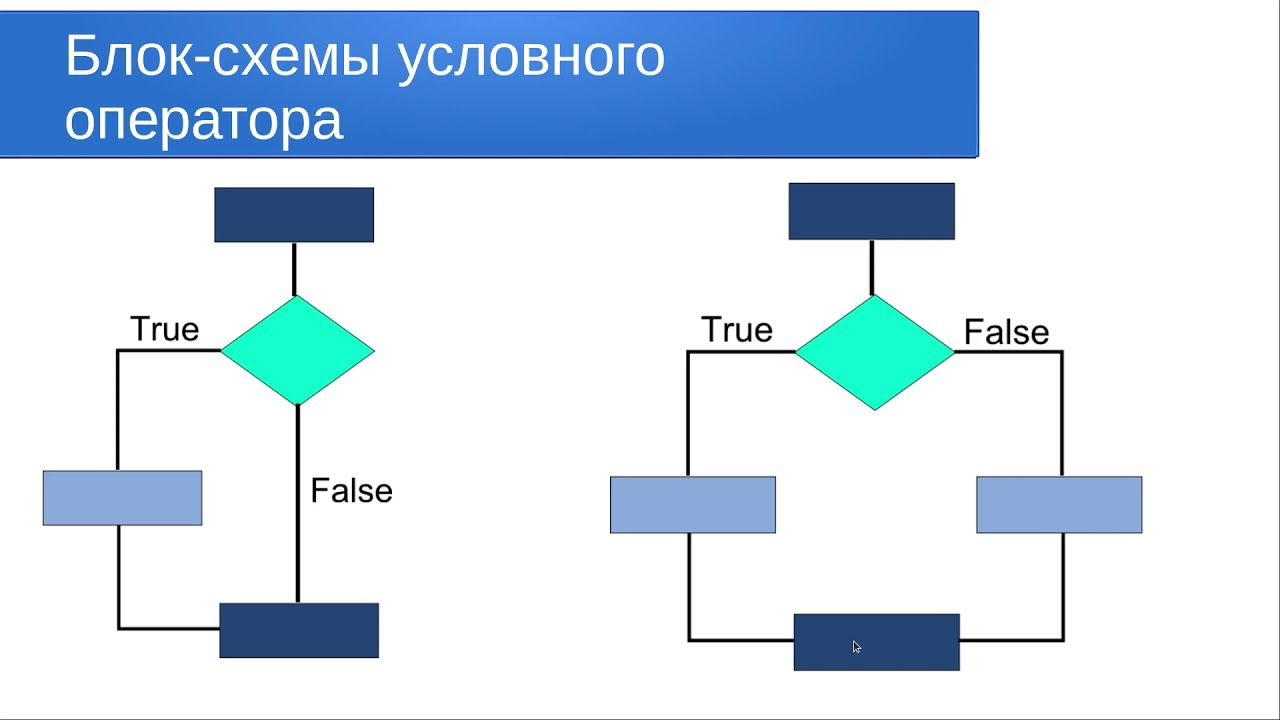 Блок-схемы условного
оператора
True
False
True
False